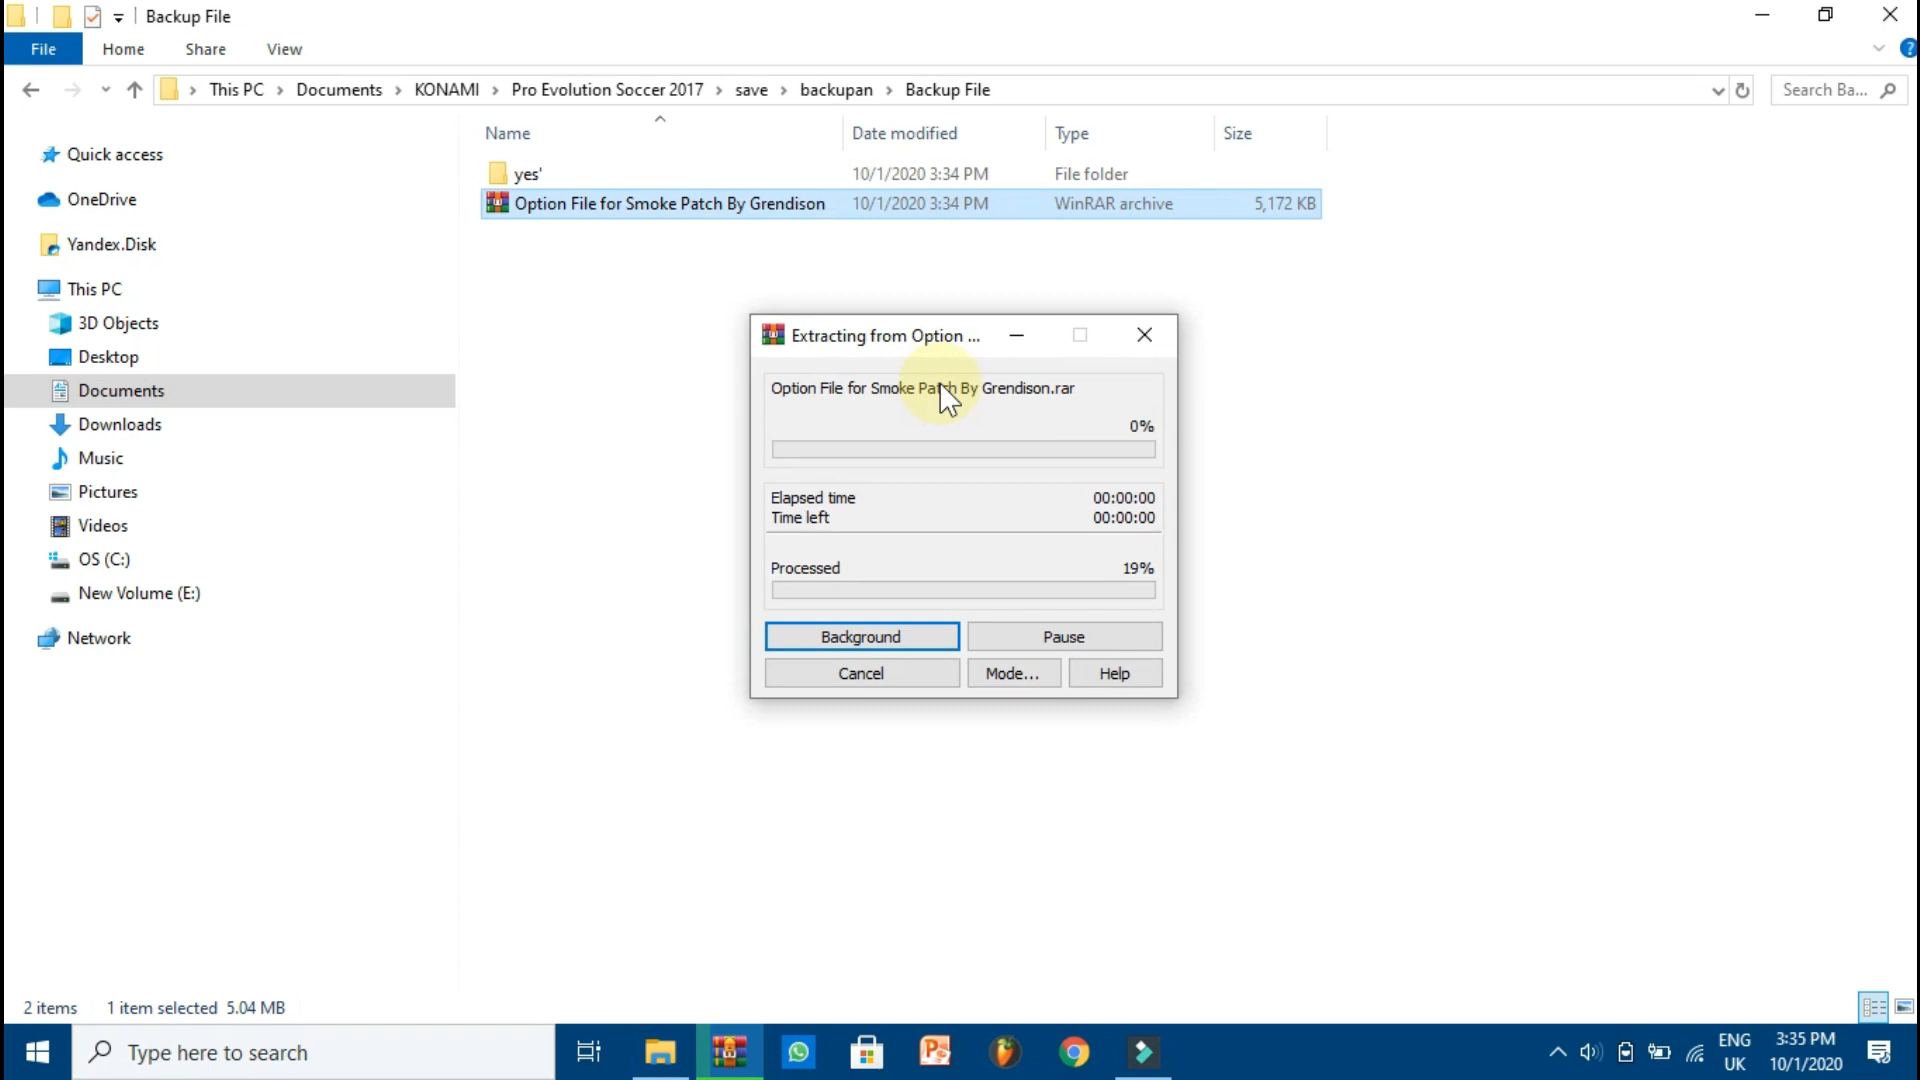 Backup File
File Home Share View
This PC Documents KONAMI Pro Evolution Soccer 2017 save backupan Backup File
Search Ba...
Name Date modified Type Size
yes' 10/1/2020 3:34 PM File folder
Option File for Smoke Patch By Grendison 10/1/2020 3:34 PM WinRAR archive 5,172 KB
Quick access
OneDrive
Yandex.Disk
This PC
3D Objects
Desktop
Documents
Downloads
Music
Pictures
Videos
OS (C:)
New Volume (E:)
Network
Extracting from Option ...
Option File for Smoke Patch By Grendison.rar
0%
Elapsed time 00:00:00
Time left 00:00:00
Processed 19%
Background Pause
Cancel Mode... Help
2 items 1 item selected 5.04 MB
Type here to search
ENG
UK
3:35 PM
10/1/2020